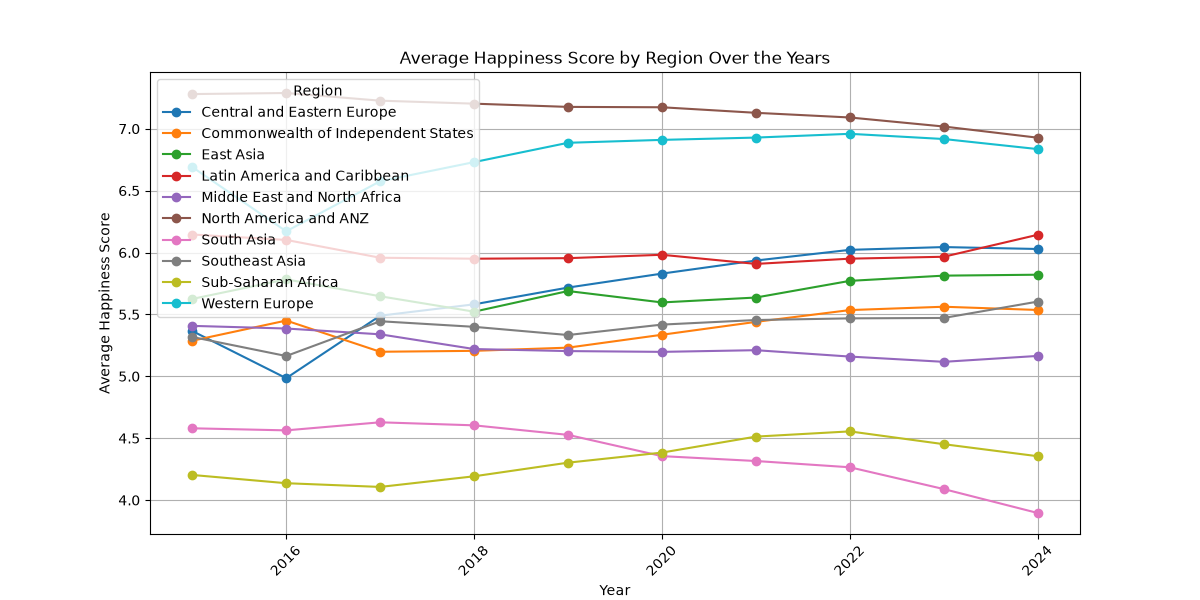 Average Happiness Score by Region Over the Years
Region
Central and Eastern Europe
Commonwealth of Independent States
East Asia
Latin America and Caribbean
Middle East and North Africa
North America and ANZ
South Asia
Southeast Asia
Sub-Saharan Africa
Western Europe
7.0
6.5
6.0
5.5
5.0
4.5
4.0
Average Happiness Score
2016
2018
2020
2022
2024
Year